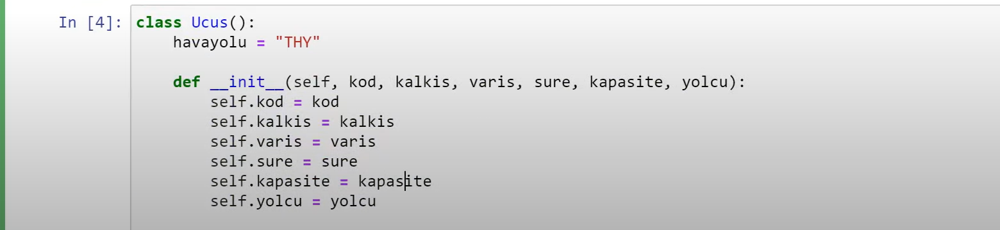 In [4]: class Ucus():
    havayolu = "THY"
    def __init__(self, kod, kalkis, varis, sure, kapasite, yolcu):
        self.kod = kod
        self.kalkis = kalkis
        self.varis = varis
        self.sure = sure
        self.kapasite = kapasite
        self.yolcu = yolcu